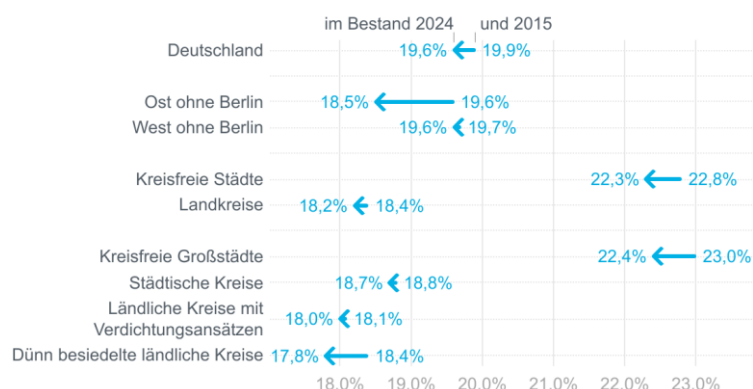 im Bestand 2024 und 2015
Deutschland 19,6% 19,9%
Ost ohne Berlin 18,5% 19,6%
West ohne Berlin 19,6% 19,7%
Kreisfreie Städte 22,3% 22,8%
Landkreise 18,2% 18,4%
Kreisfreie Großstädte 22,4% 23,0%
Städtische Kreise 18,7% 18,8%
Ländliche Kreise mit
Verdichtungsansätzen 18,0% 18,1%
Dünn besiedelte ländliche Kreise 17,8% 18,4%
18.0% 19.0% 20.0% 21.0% 22.0% 23.0%